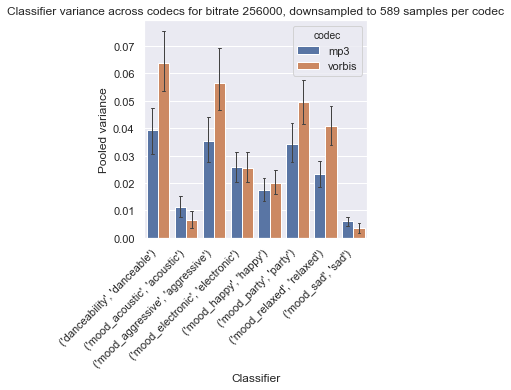 Classifier variance across codecs for bitrate 256000, downsampled to 589 samples per codec
codec
mp3
vorbis
0.07
0.06
0.05
0.04
0.03
0.02
0.01
0.00
Pooled variance
('danceability', 'danceable')
('mood_acoustic', 'acoustic')
('mood_aggressive', 'aggressive')
('mood_electronic', 'electronic')
('mood_happy', 'happy')
('mood_party', 'party')
('mood_relaxed', 'relaxed')
('mood_sad', 'sad')
Classifier